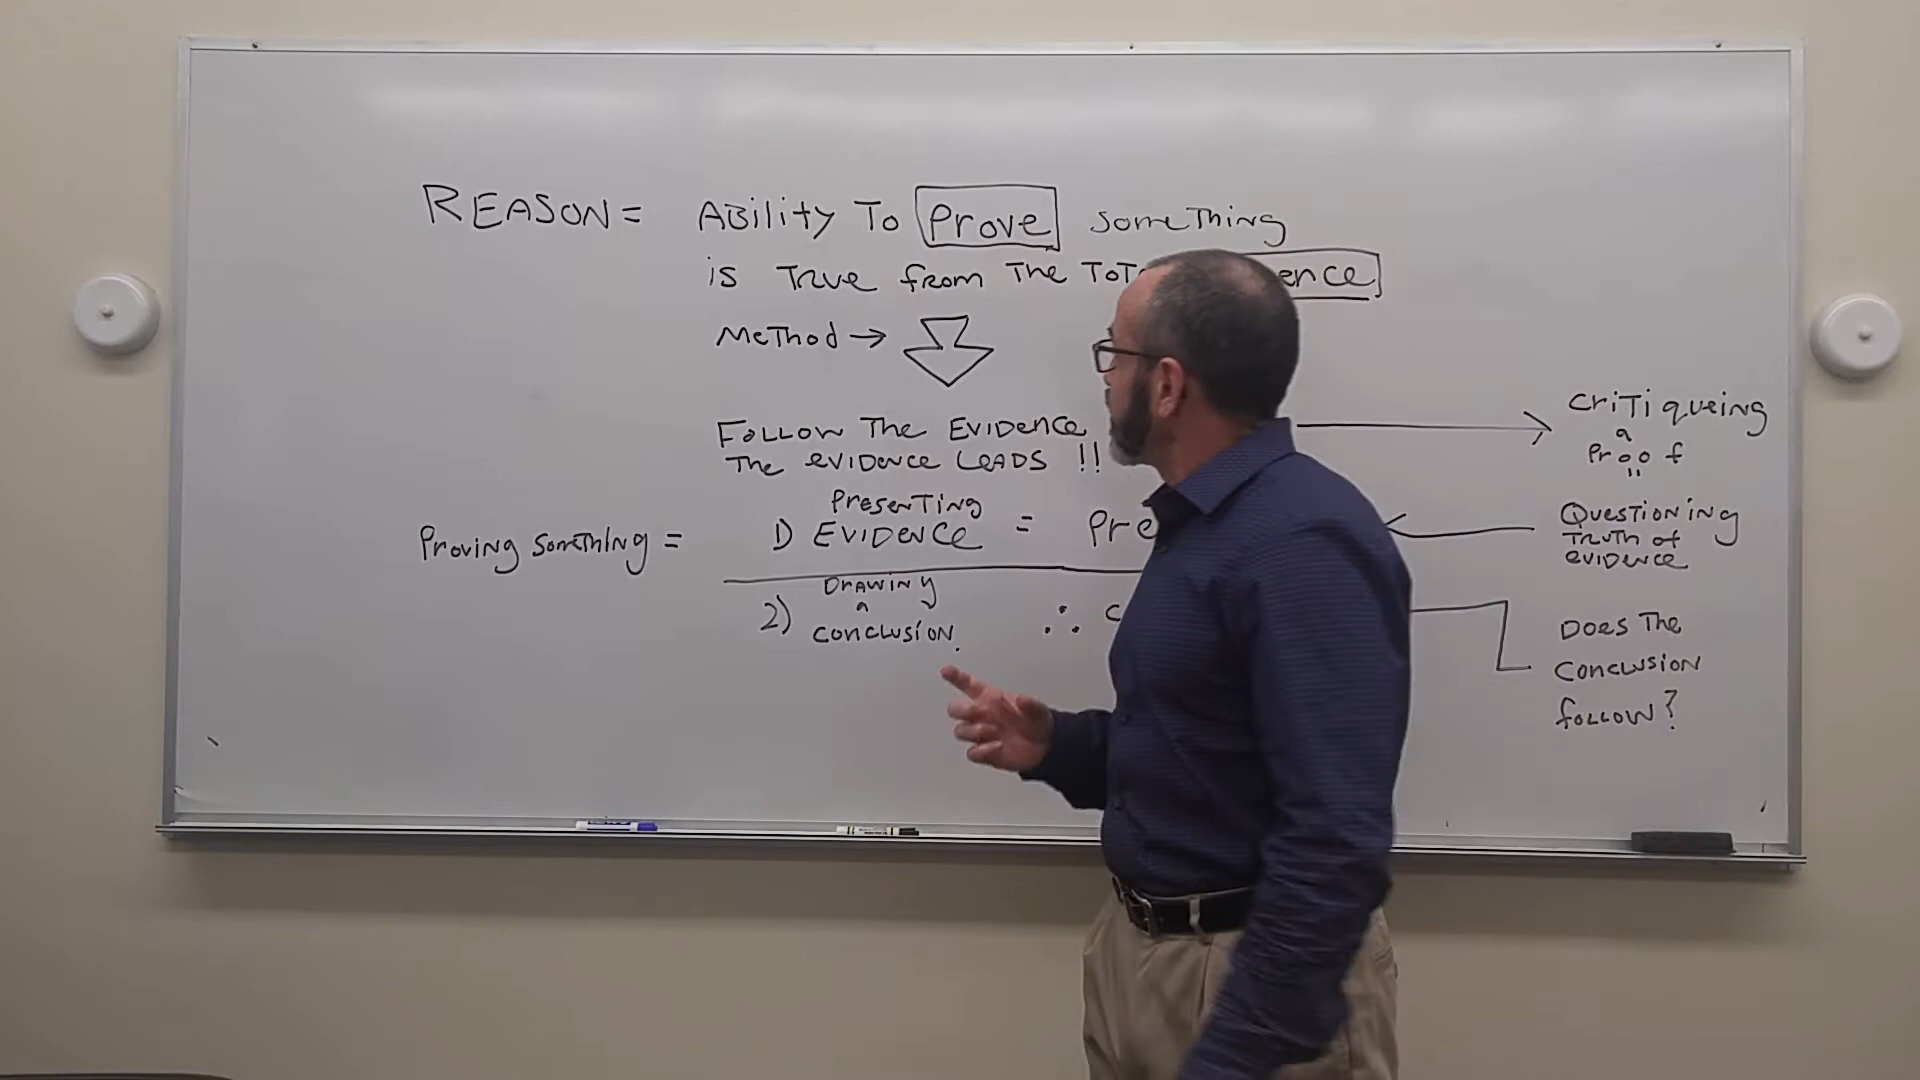 REASON = Ability To Prove something
is True from The
Method →
Follow The Evidence
The evidence Leads !!
Critiqueing
a
Proof
"
Presenting
Proving Something = 1) Evidence =
Questioning
Truth of
evidence
Drawing
a
2) Conclusion. ∴
Does The
Conclusion
follow?